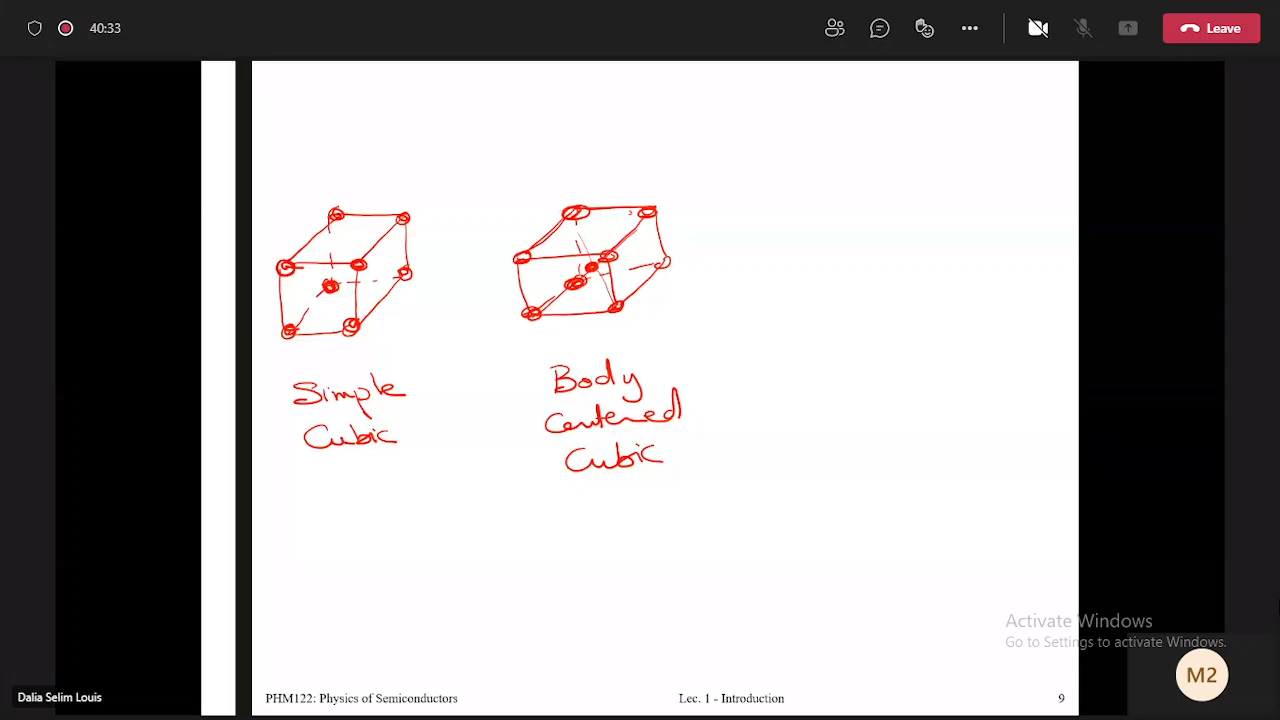 40:33
Leave
Simple
Cubic
Body
Centered
Cubic
Activate Windows
Go to Settings to activate Windows.
M2
Dalia Selim Louis
PHM122: Physics of Semiconductors
Lec. 1 - Introduction
9